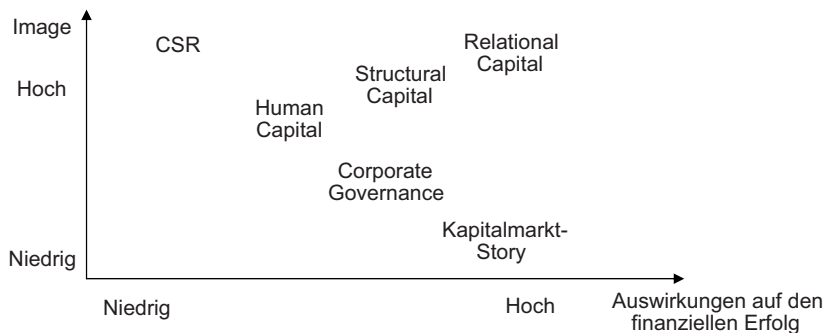 Image
CSR
Relational
Capital
Hoch
Structural
Capital
Human
Capital
Corporate
Governance
Kapitalmarkt-
Story
Niedrig
Niedrig
Hoch
Auswirkungen auf den
finanziellen Erfolg